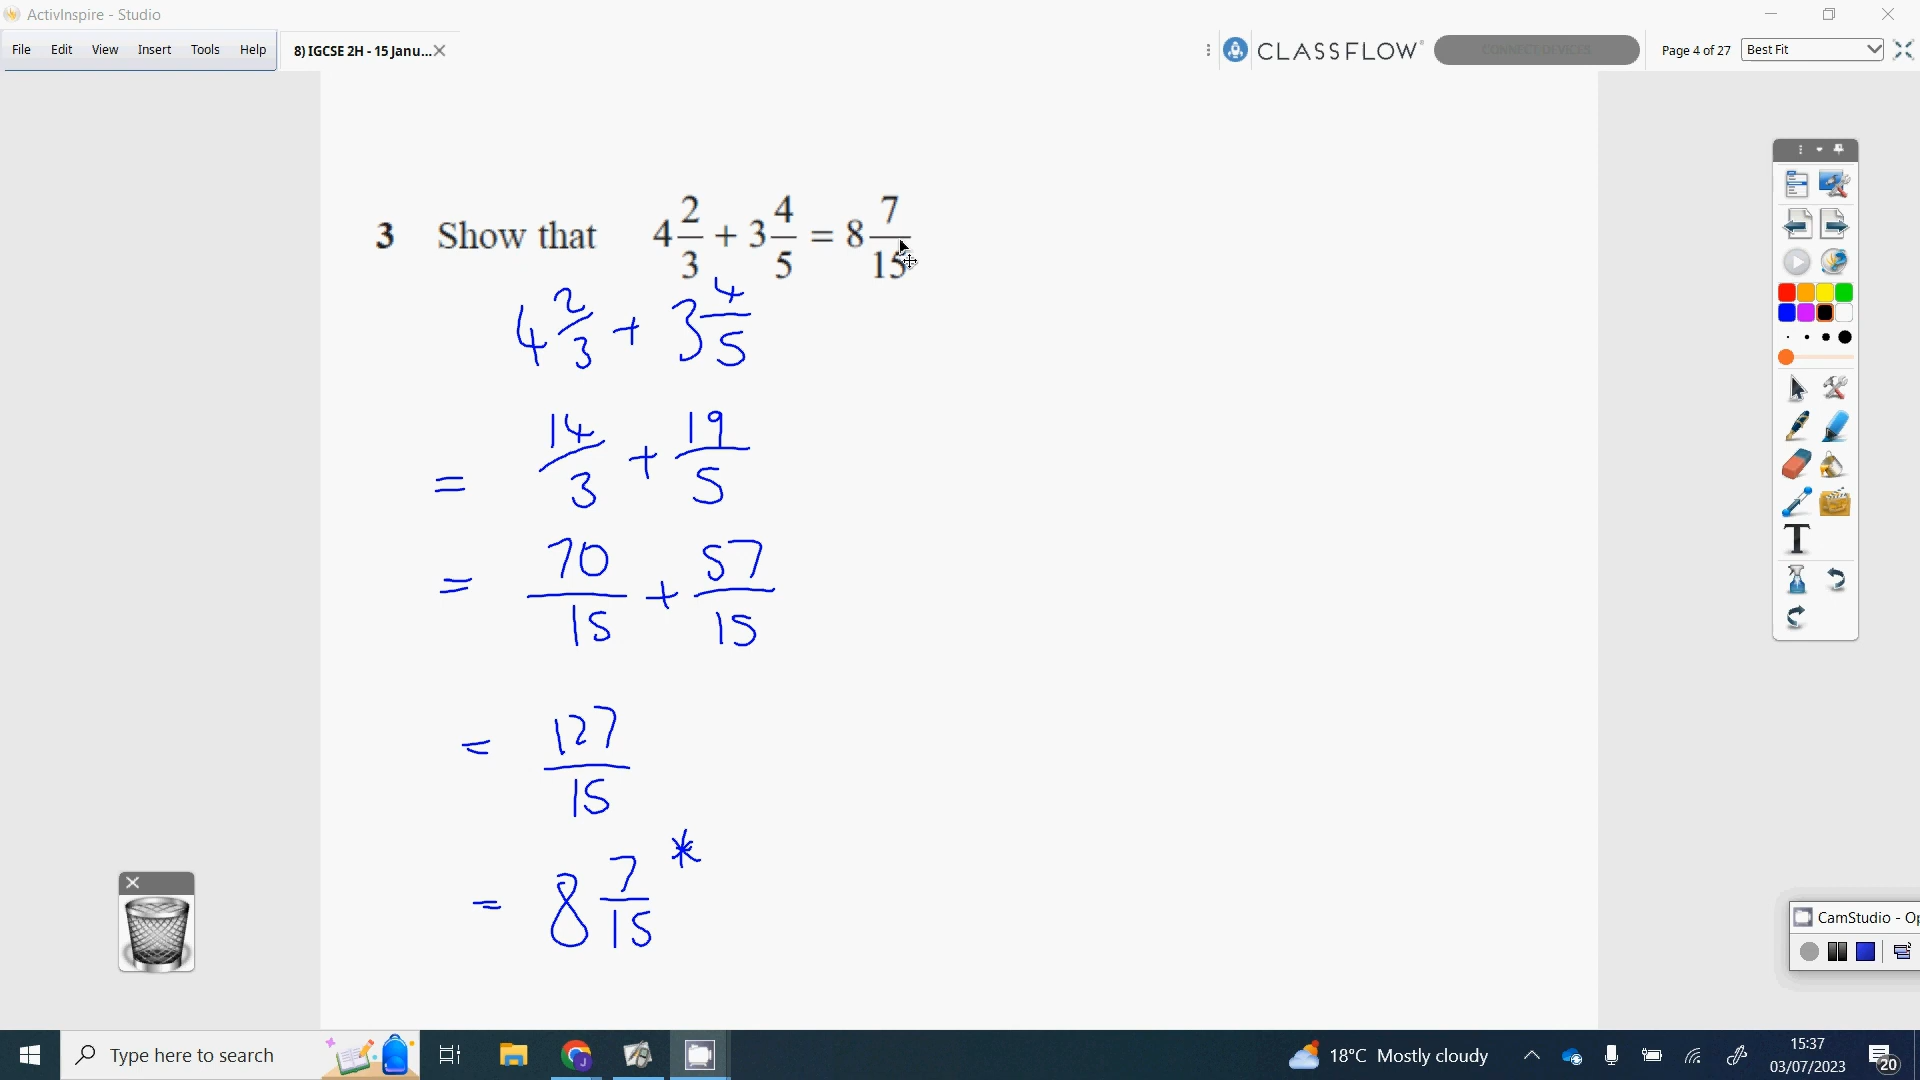 ActivInspire - Studio
File Edit View Insert Tools Help
8) IGCSE 2H - 15 Janu...
CLASSFLOW
CONNECT DEVICES
Page 4 of 27
Best Fit
3 Show that 4 2/3 + 3 4/5 = 8 7/15
4 2/3 + 3 4/5
= 14/3 + 19/5
= 70/15 + 57/15
= 127/15
= 8 7/15 *
T
CamStudio - Op
Type here to search
18°C Mostly cloudy
15:37
03/07/2023
20